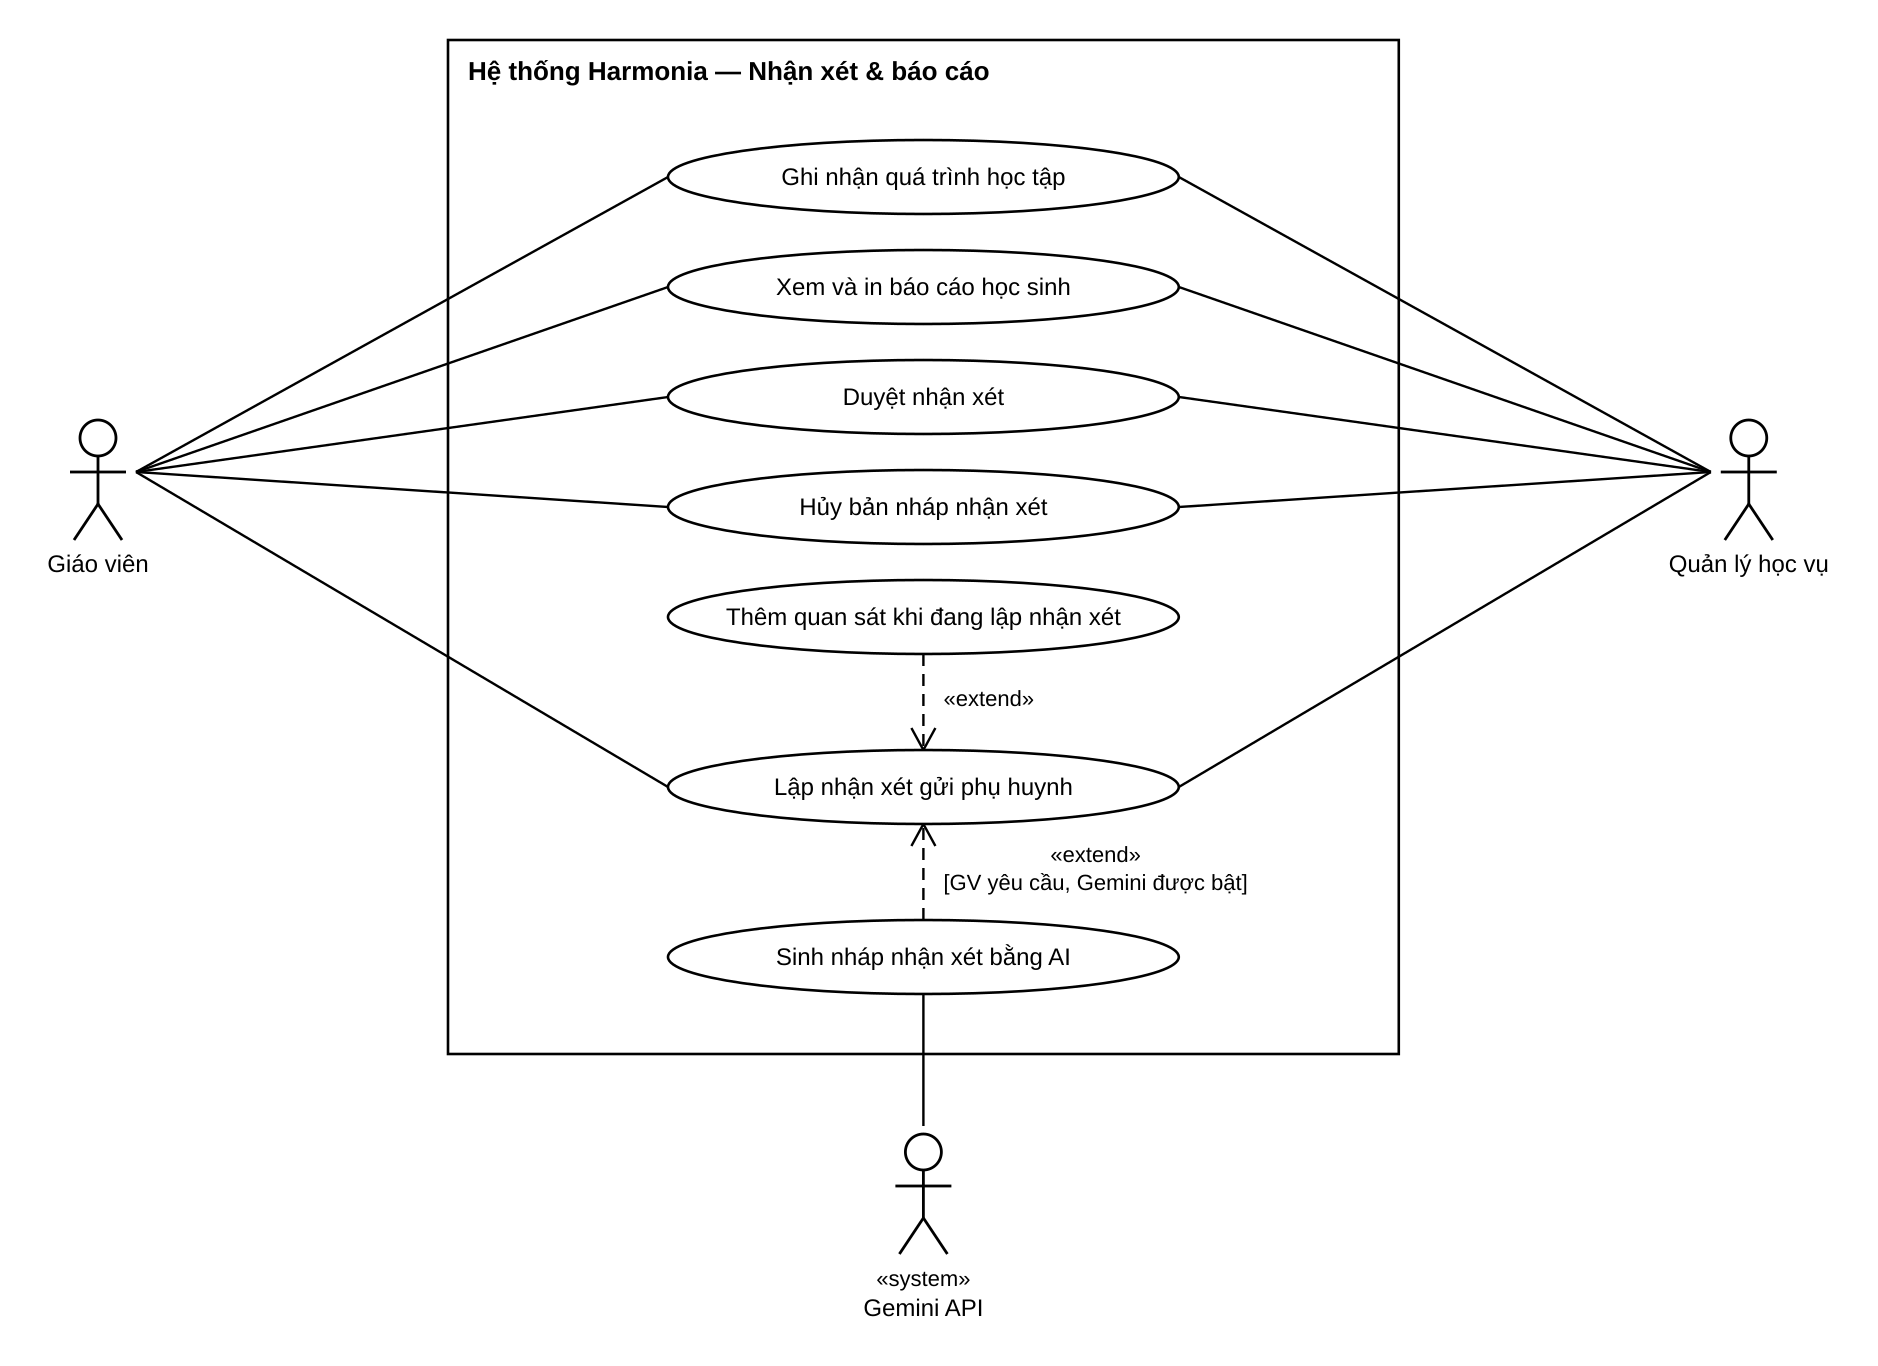 Hệ thống Harmonia — Nhận xét & báo cáo
Ghi nhận quá trình học tập
Xem và in báo cáo học sinh
Duyệt nhận xét
Hủy bản nháp nhận xét
Giáo viên
Quản lý học vụ
Thêm quan sát khi đang lập nhận xét
«extend»
Lập nhận xét gửi phụ huynh
«extend»
[GV yêu cầu, Gemini được bật]
Sinh nháp nhận xét bằng AI
«system»
Gemini API